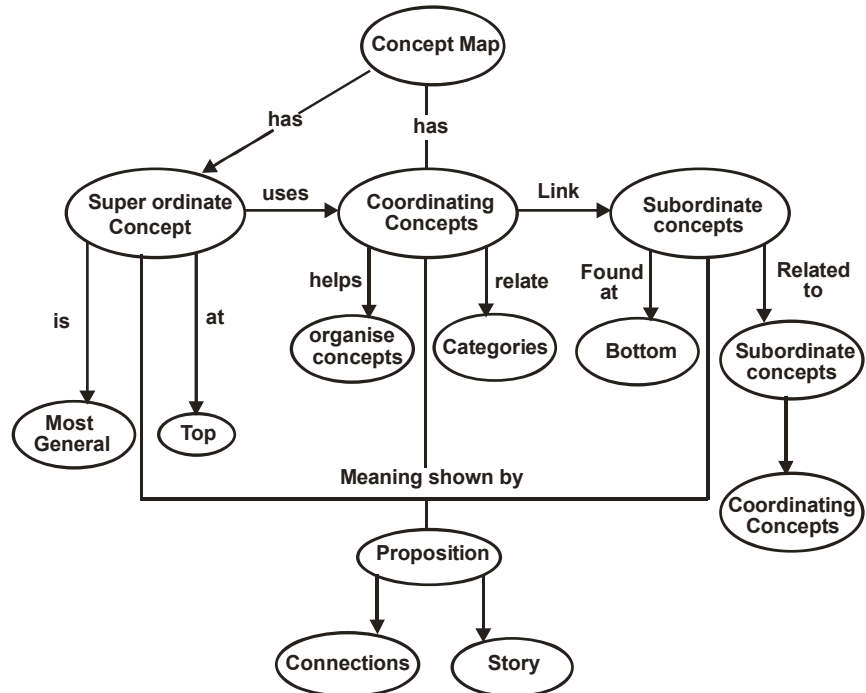 Concept Map
has
has
Super ordinate
Concept
uses
Coordinating
Concepts
Link
Subordinate
concepts
is
at
helps
relate
Found
at
Related
to
organise
concepts
Categories
Bottom
Subordinate
concepts
Most
General
Top
Meaning shown by
Coordinating
Concepts
Proposition
Connections
Story